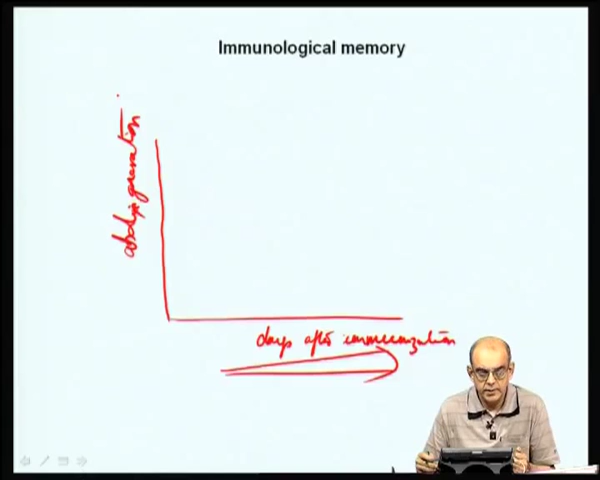 Immunological memory
antibody generation
days after immunization